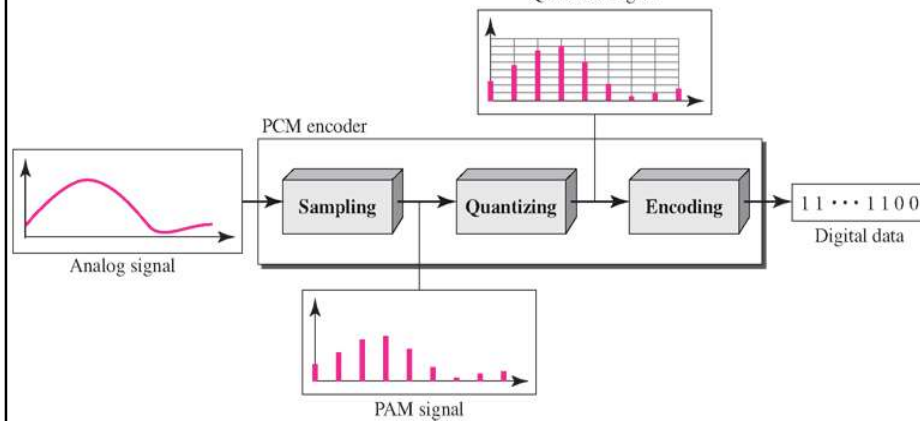 PCM encoder
Sampling
Quantizing
Encoding
11···1100
Digital data
Analog signal
PAM signal